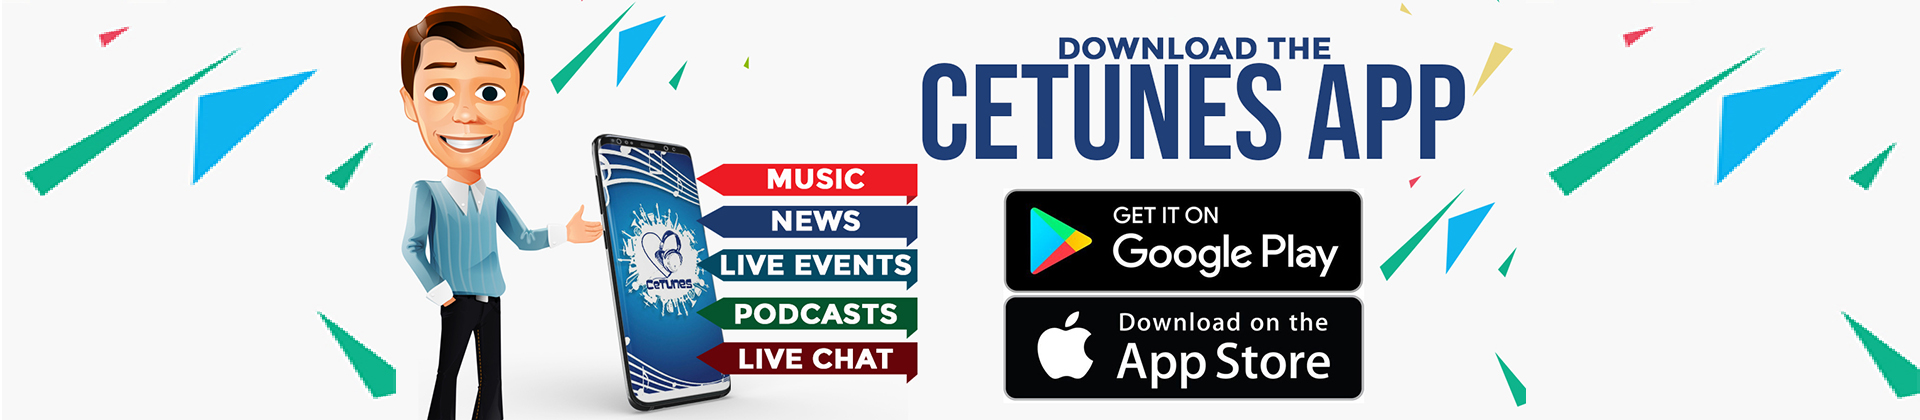 DOWNLOAD THE
CETUNES APP
MUSIC
NEWS
LIVE EVENTS
PODCASTS
LIVE CHAT
CeTunes
GET IT ON
Google Play
Download on the
App Store